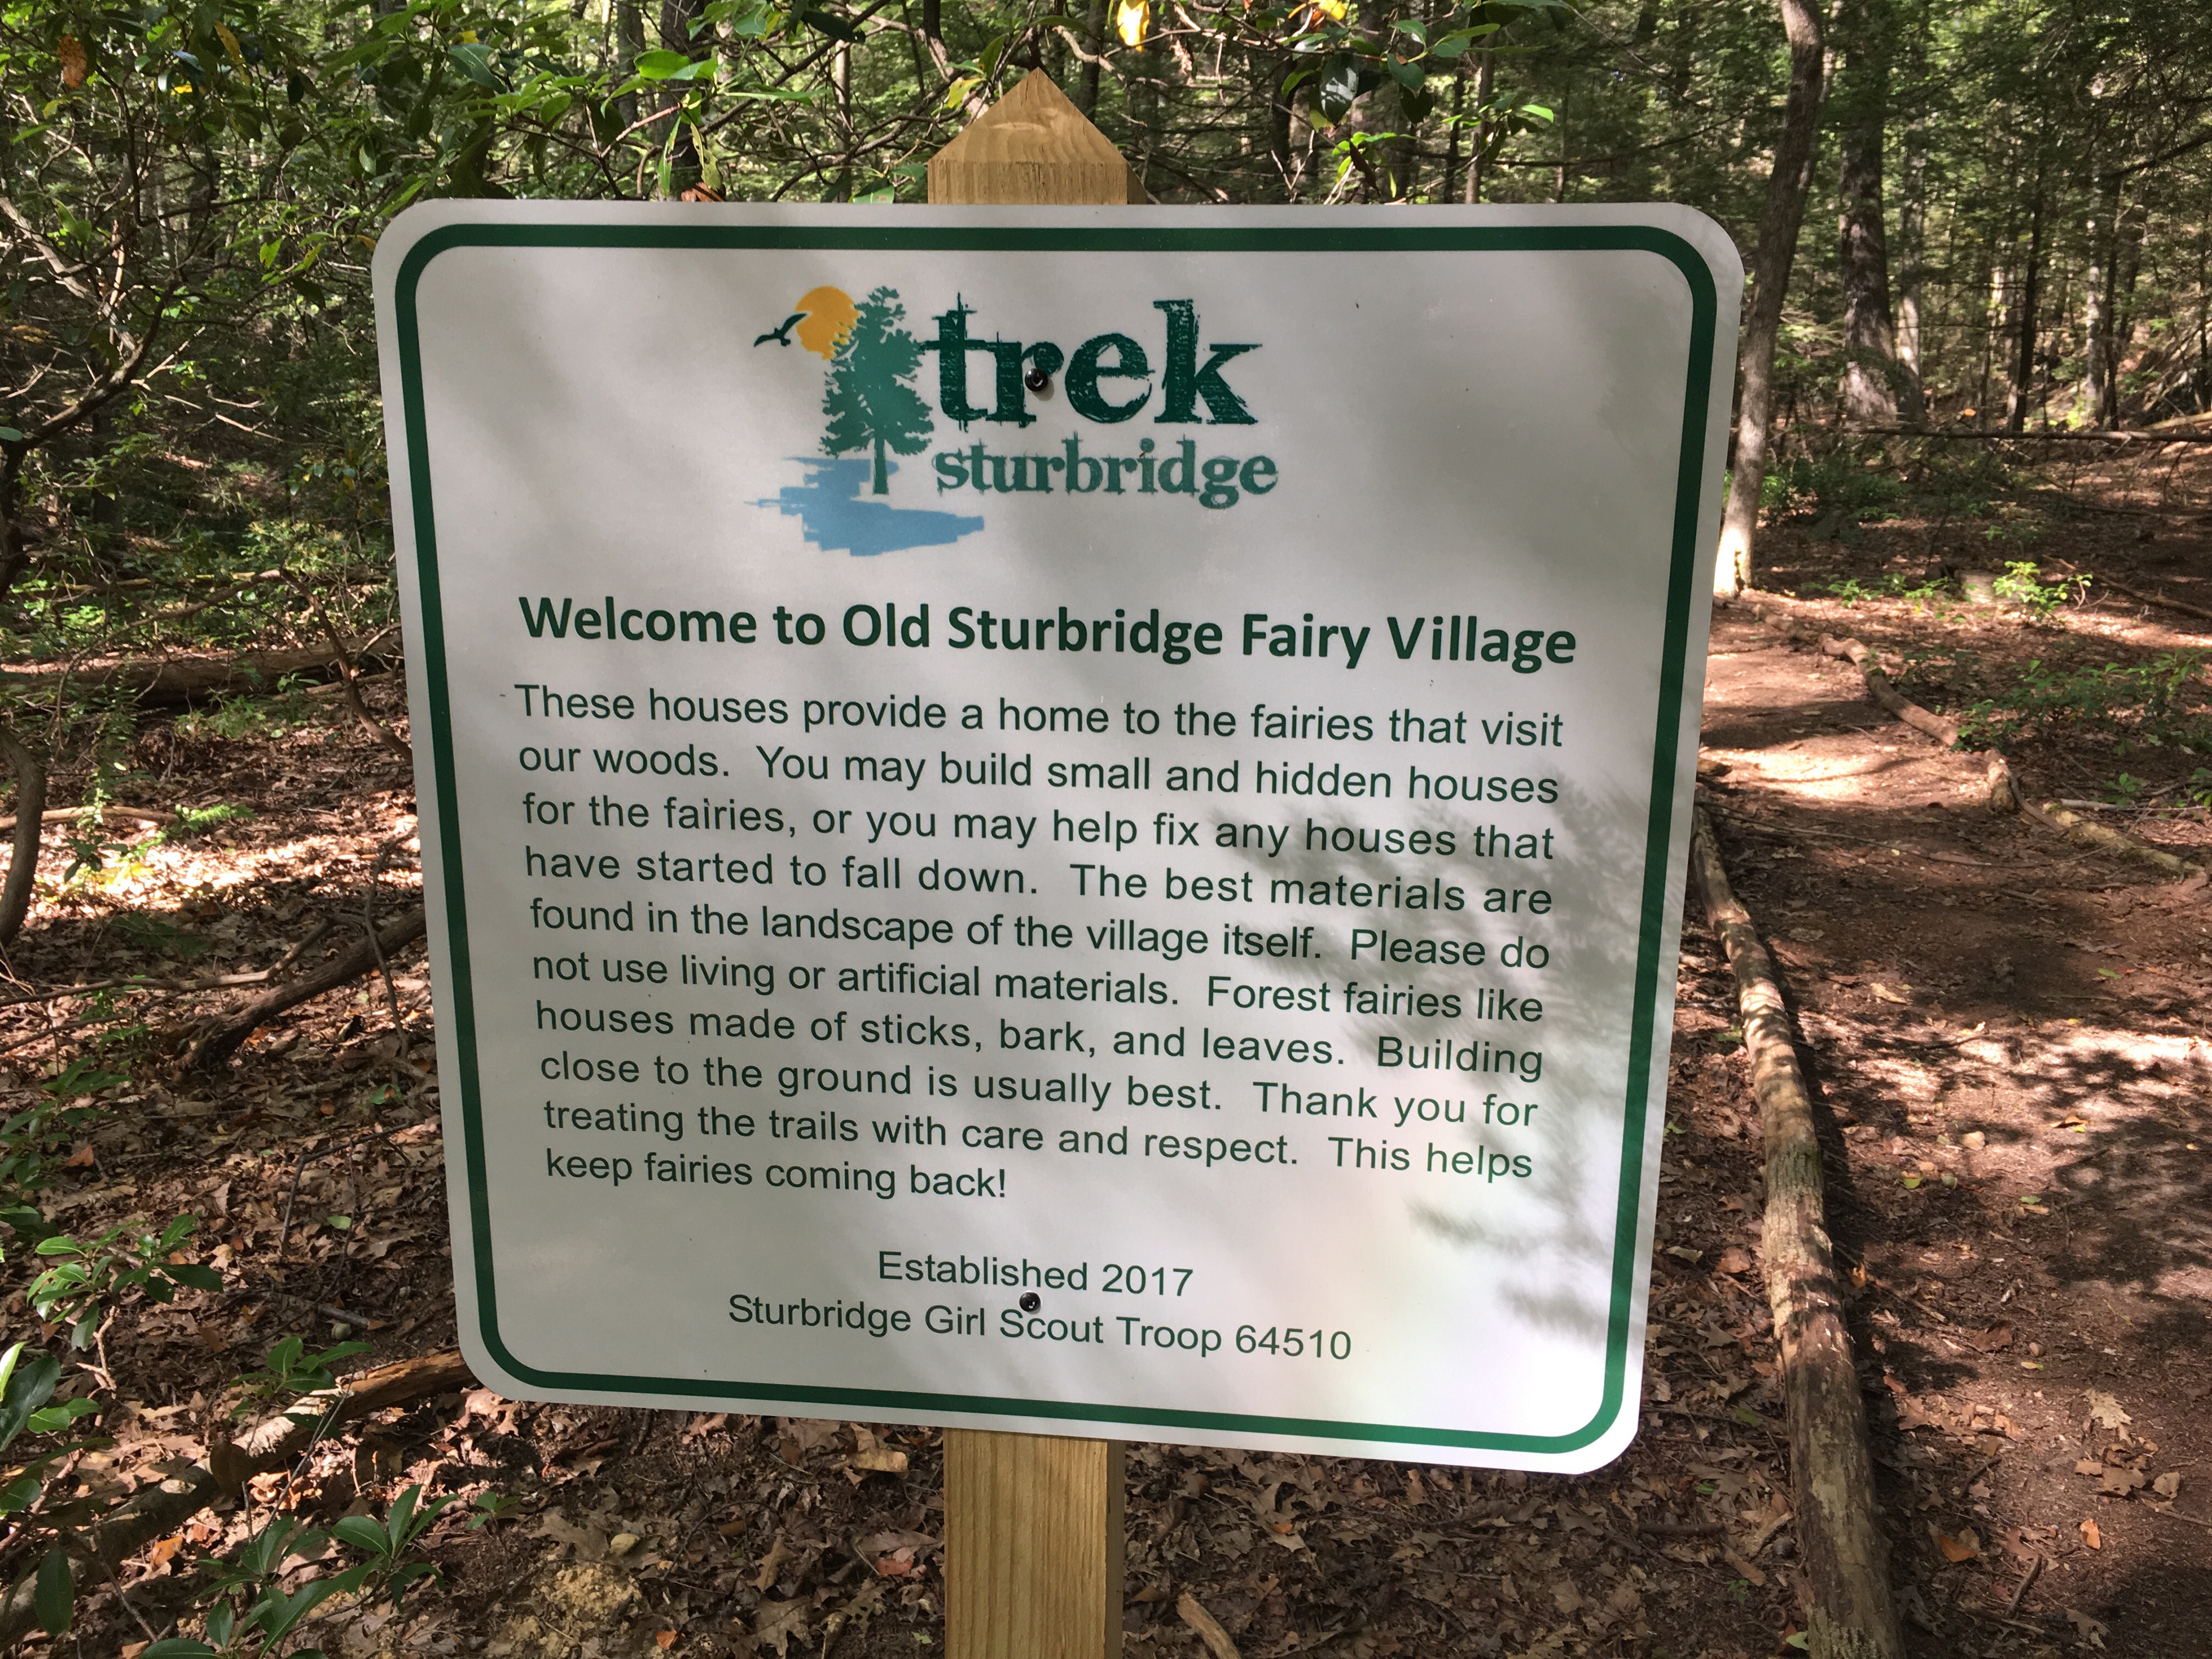 trek
sturbridge
Welcome to Old Sturbridge Fairy Village
These houses provide a home to the fairies that visit
our woods.  You may build small and hidden houses
for the fairies, or you may help fix any houses that
have started to fall down.  The best materials are
found in the landscape of the village itself.  Please do
not use living or artificial materials.  Forest fairies like
houses made of sticks, bark, and leaves.  Building
close to the ground is usually best.  Thank you for
treating the trails with care and respect.  This helps
keep fairies coming back!
Established 2017
Sturbridge Girl Scout Troop 64510